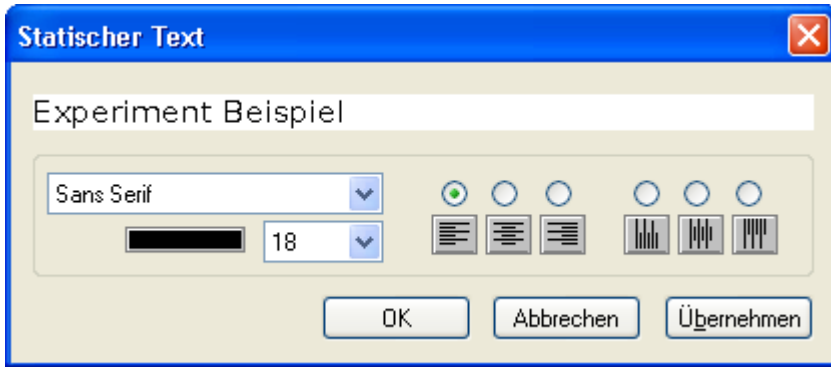 Statischer Text
Experiment Beispiel
Sans Serif
18
OK Abbrechen Übernehmen